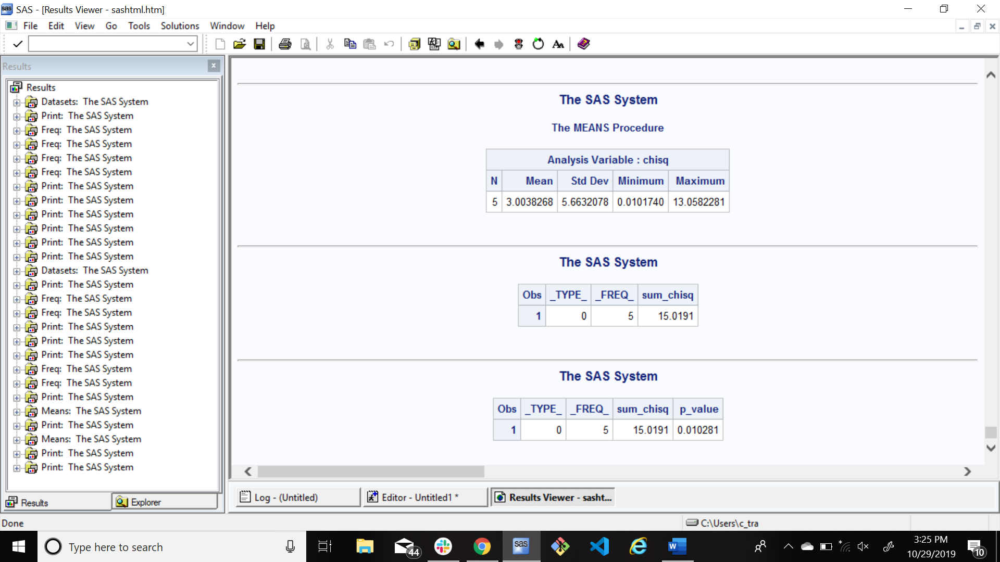 SAS - [Results Viewer - sashtml.htm]
File Edit View Go Tools Solutions Window Help
Results
Results
Datasets: The SAS System
Print: The SAS System
Freq: The SAS System
Freq: The SAS System
Freq: The SAS System
Freq: The SAS System
Print: The SAS System
Print: The SAS System
Print: The SAS System
Print: The SAS System
Print: The SAS System
Print: The SAS System
Datasets: The SAS System
Print: The SAS System
Freq: The SAS System
Freq: The SAS System
Print: The SAS System
Print: The SAS System
Print: The SAS System
Freq: The SAS System
Freq: The SAS System
Print: The SAS System
Means: The SAS System
Print: The SAS System
Means: The SAS System
Print: The SAS System
Print: The SAS System
Results Explorer
The SAS System
The MEANS Procedure
Analysis Variable : chisq
N Mean Std Dev Minimum Maximum
5 3.0038268 5.6632078 0.0101740 13.0582281
The SAS System
Obs _TYPE_ _FREQ_ sum_chisq
1 0 5 15.0191
The SAS System
Obs _TYPE_ _FREQ_ sum_chisq p_value
1 0 5 15.0191 0.010281
Log - (Untitled) Editor - Untitled1 * Results Viewer - sasht...
Done C:\Users\c_tra
Type here to search 44 sas W 3:25 PM
10/29/2019 10